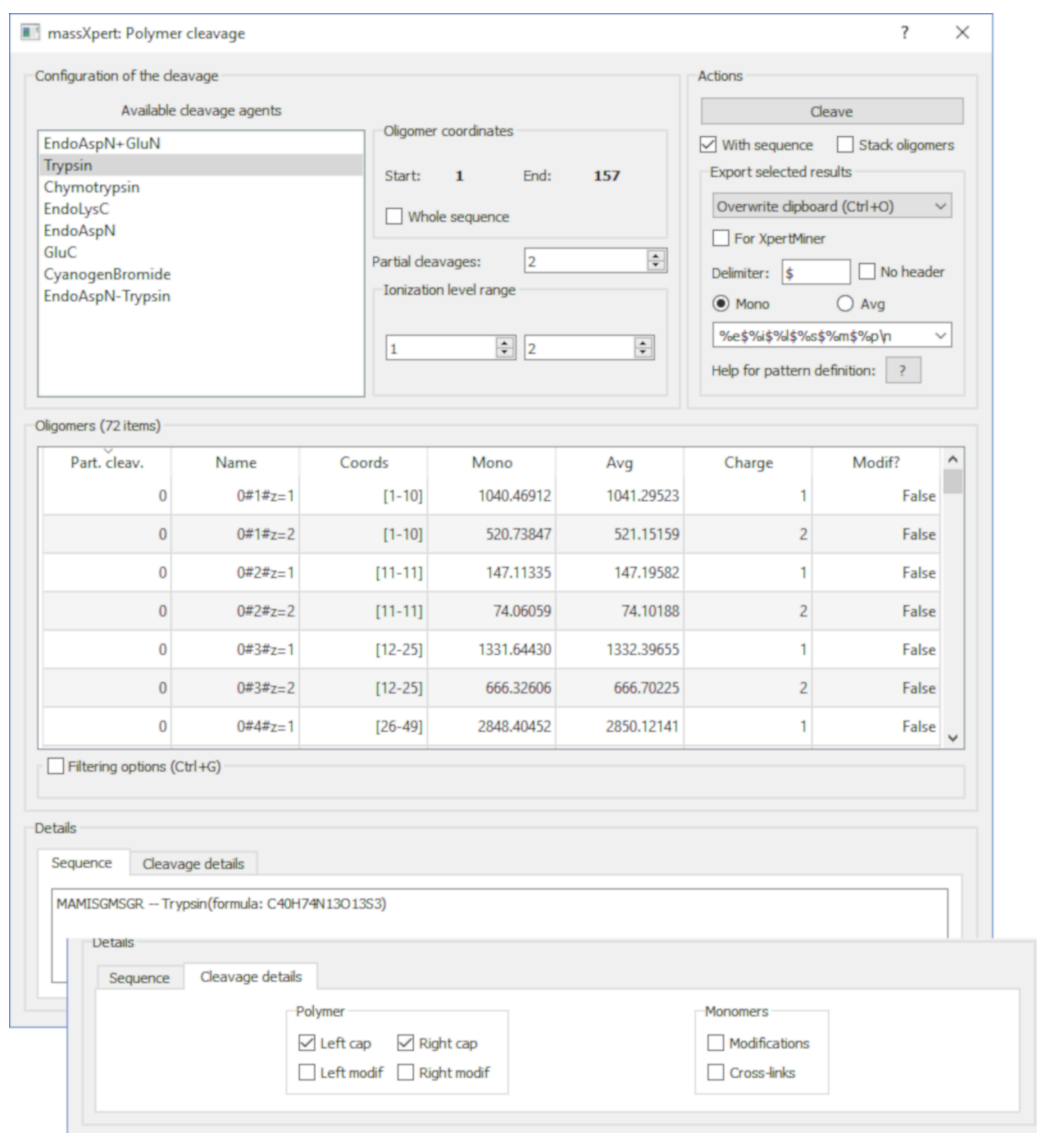 massXpert: Polymer cleavage ? ×
Configuration of the cleavage
Available cleavage agents
EndoAspN+GluN
Trypsin
Chymotrypsin
EndoLysC
EndoAspN
GluC
CyanogenBromide
EndoAspN-Trypsin
Oligomer coordinates
Start: 1 End: 157
Whole sequence
Partial cleavages: 2
Ionization level range
1 2
Actions
Cleave
With sequence Stack oligomers
Export selected results
Overwrite clipboard (Ctrl+O)
For XpertMiner
Delimiter: $ No header
Mono Avg
%e$%i$%l$%s$%m$%p\n
Help for pattern definition: ?
Oligomers (72 items)
Part. cleav. Name Coords Mono Avg Charge Modif?
0 0#1#z=1 [1-10] 1040.46912 1041.29523 1 False
0 0#1#z=2 [1-10] 520.73847 521.15159 2 False
0 0#2#z=1 [11-11] 147.11335 147.19582 1 False
0 0#2#z=2 [11-11] 74.06059 74.10188 2 False
0 0#3#z=1 [12-25] 1331.64430 1332.39655 1 False
0 0#3#z=2 [12-25] 666.32606 666.70225 2 False
0 0#4#z=1 [26-49] 2848.40452 2850.12141 1 False
Filtering options (Ctrl+G)
Details
Sequence Cleavage details
MAMISGMSGR -- Trypsin(formula: C40H74N13O13S3)
Details
Sequence Cleavage details
Polymer
Left cap Right cap
Left modif Right modif
Monomers
Modifications
Cross-links